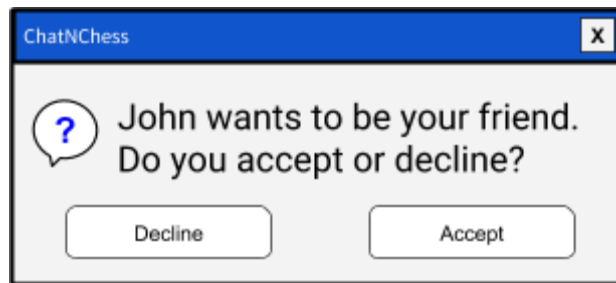 ChatNChess X
? John wants to be your friend.
Do you accept or decline?
Decline Accept